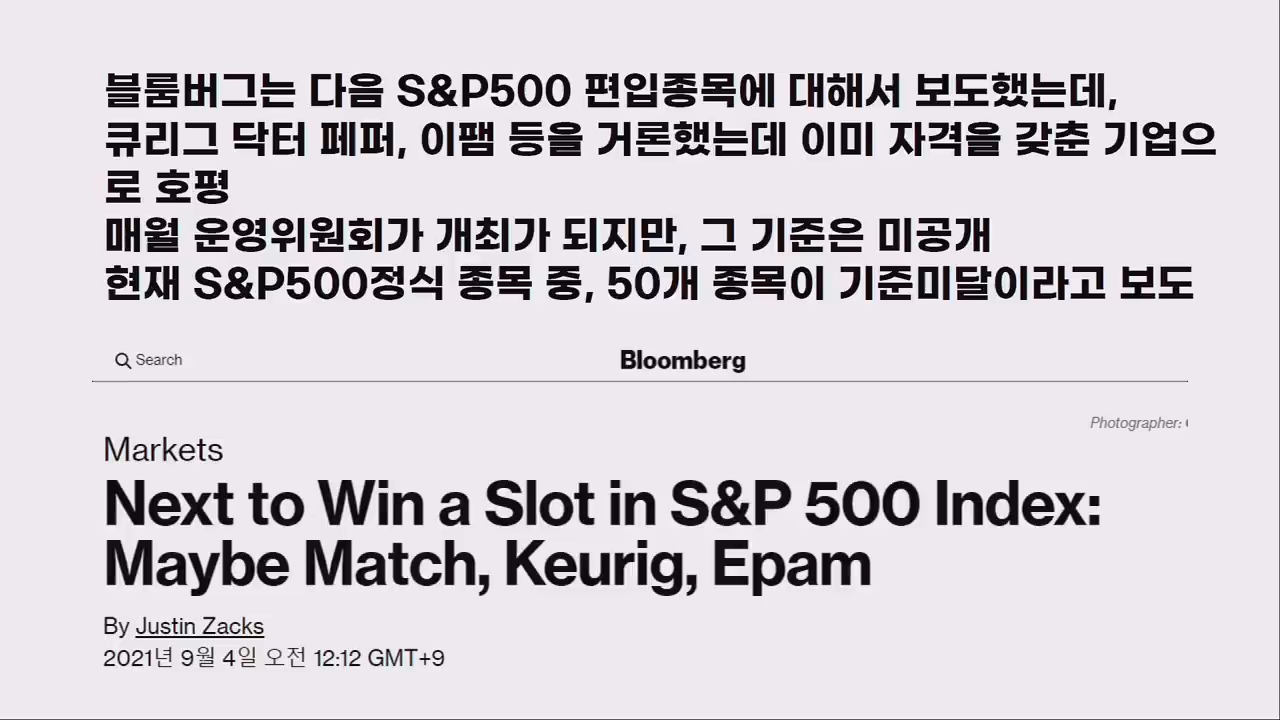 블룸버그는 다음 S&P500 편입종목에 대해서 보도했는데,
큐리그 닥터 페퍼, 이팸 등을 거론했는데 이미 자격을 갖춘 기업으
로 호평
매월 운영위원회가 개최가 되지만, 그 기준은 미공개
현재 S&P500정식 종목 중, 50개 종목이 기준미달이라고 보도
Search
Bloomberg
Photographer:
Markets
Next to Win a Slot in S&P 500 Index:
Maybe Match, Keurig, Epam
By Justin Zacks
2021년 9월 4일 오전 12:12 GMT+9